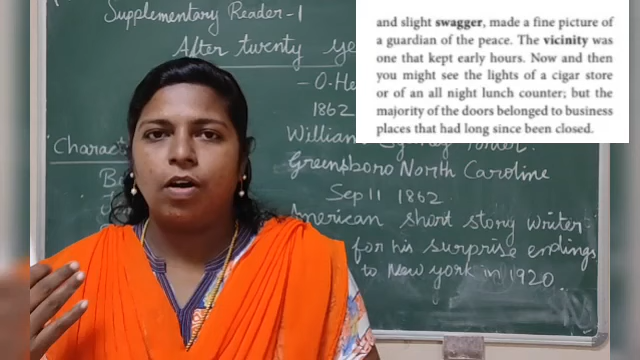 Supplementary Reader-1
After twenty ye
- O. He
1862
William Sydney Porter.
Greensboro North Caroline
Sep 11 1862
American short story writer
for his surprise endings
to New york in 1920.
Charact
Be
and slight swagger, made a fine picture of
a guardian of the peace. The vicinity was
one that kept early hours. Now and then
you might see the lights of a cigar store
or of an all night lunch counter; but the
majority of the doors belonged to business
places that had long since been closed.